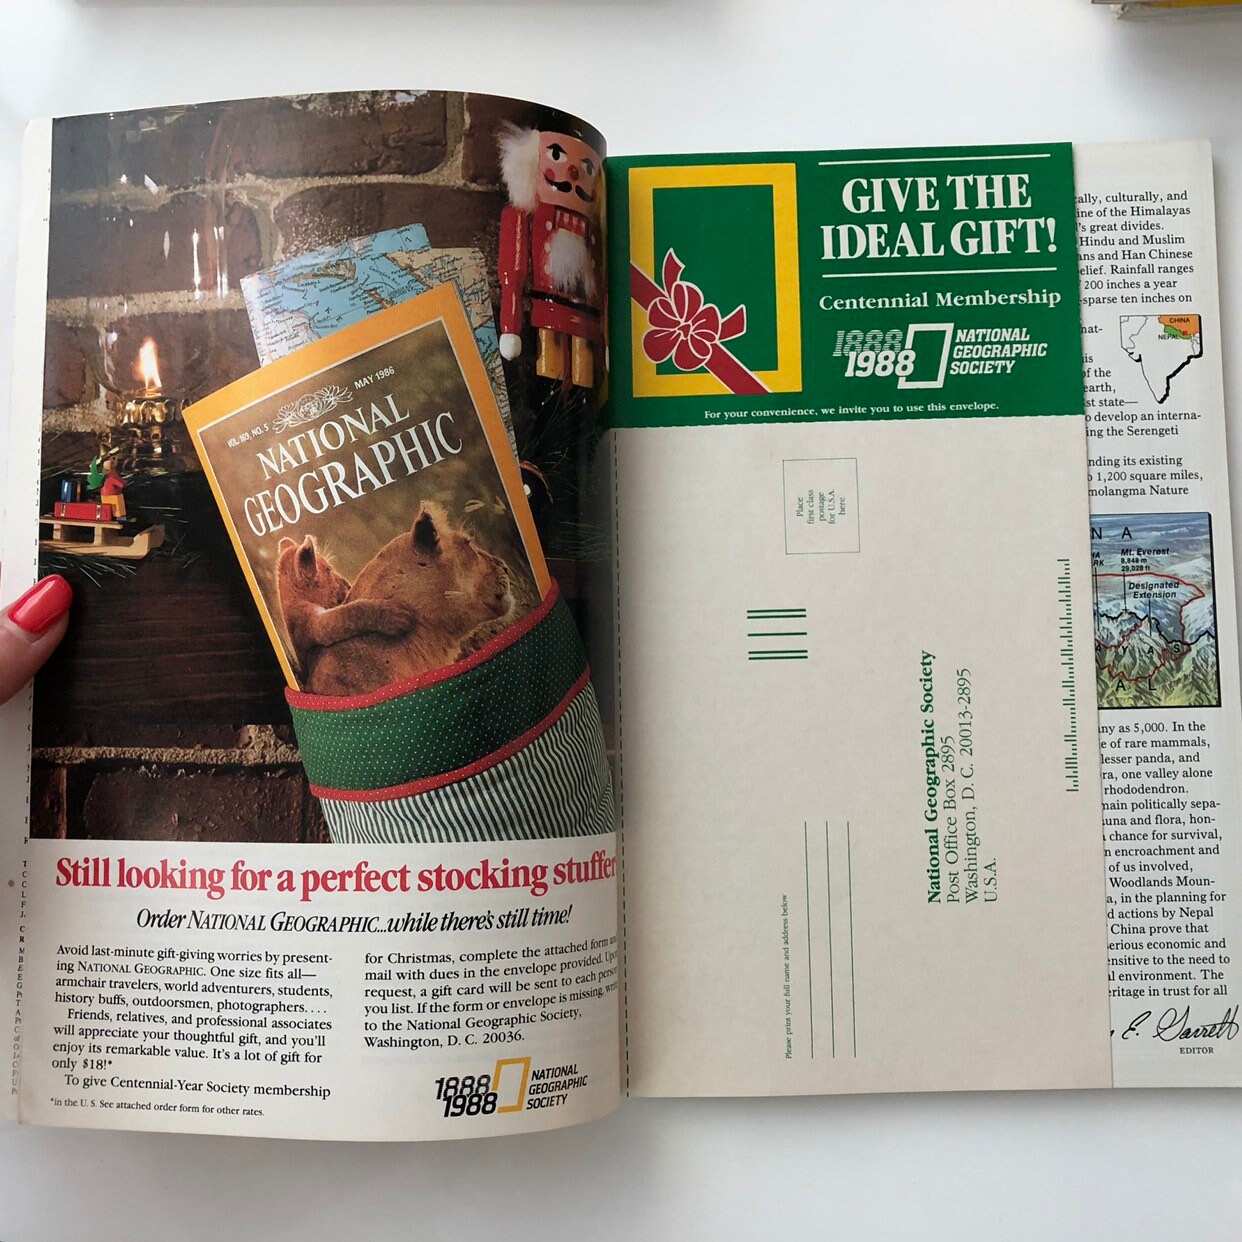 VOL. 169, NO. 5
MAY 1986
NATIONAL
GEOGRAPHIC
Still looking for a perfect stocking stuffer
Order NATIONAL GEOGRAPHIC...while there's still time!
Avoid last-minute gift-giving worries by present-
ing NATIONAL GEOGRAPHIC. One size fits all—
armchair travelers, world adventurers, students,
history buffs, outdoorsmen, photographers. . . .
Friends, relatives, and professional associates
will appreciate your thoughtful gift, and you'll
enjoy its remarkable value. It's a lot of gift for
only $18!*
To give Centennial-Year Society membership
*in the U. S. See attached order form for other rates.
for Christmas, complete the attached form and
mail with dues in the envelope provided. Upon
request, a gift card will be sent to each person
you list. If the form or envelope is missing,
to the National Geographic Society,
Washington, D. C. 20036.
1888
1988
NATIONAL
GEOGRAPHIC
SOCIETY
GIVE THE
IDEAL GIFT!
Centennial Membership
1888
1988
NATIONAL
GEOGRAPHIC
SOCIETY
For your convenience, we invite you to use this envelope.
Place
first class
postage
for U.S.A.
here
National Geographic Society
Post Office Box 2895
Washington, D. C. 20013-2895
U.S.A.
Please print your full name and address below
ally, culturally, and
ine of the Himalayas
's great divides.
Hindu and Muslim
ans and Han Chinese
elief. Rainfall ranges
200 inches a year
-sparse ten inches on
nat-
is
of the
earth,
st state—
o develop an interna-
ing the Serengeti
CHINA
NEPAL
nding its existing
o 1,200 square miles,
molangma Nature
N A
Mt. Everest
8,848 m
29,028 ft
Designated
Extension
RK
Y A S
A L
ny as 5,000. In the
e of rare mammals,
lesser panda, and
ra, one valley alone
rhododendron.
main politically sepa-
una and flora, hon-
chance for survival,
n encroachment and
of us involved,
Woodlands Moun-
a, in the planning for
d actions by Nepal
China prove that
erious economic and
ensitive to the need to
l environment. The
eritage in trust for all
E. Garrett
EDITOR